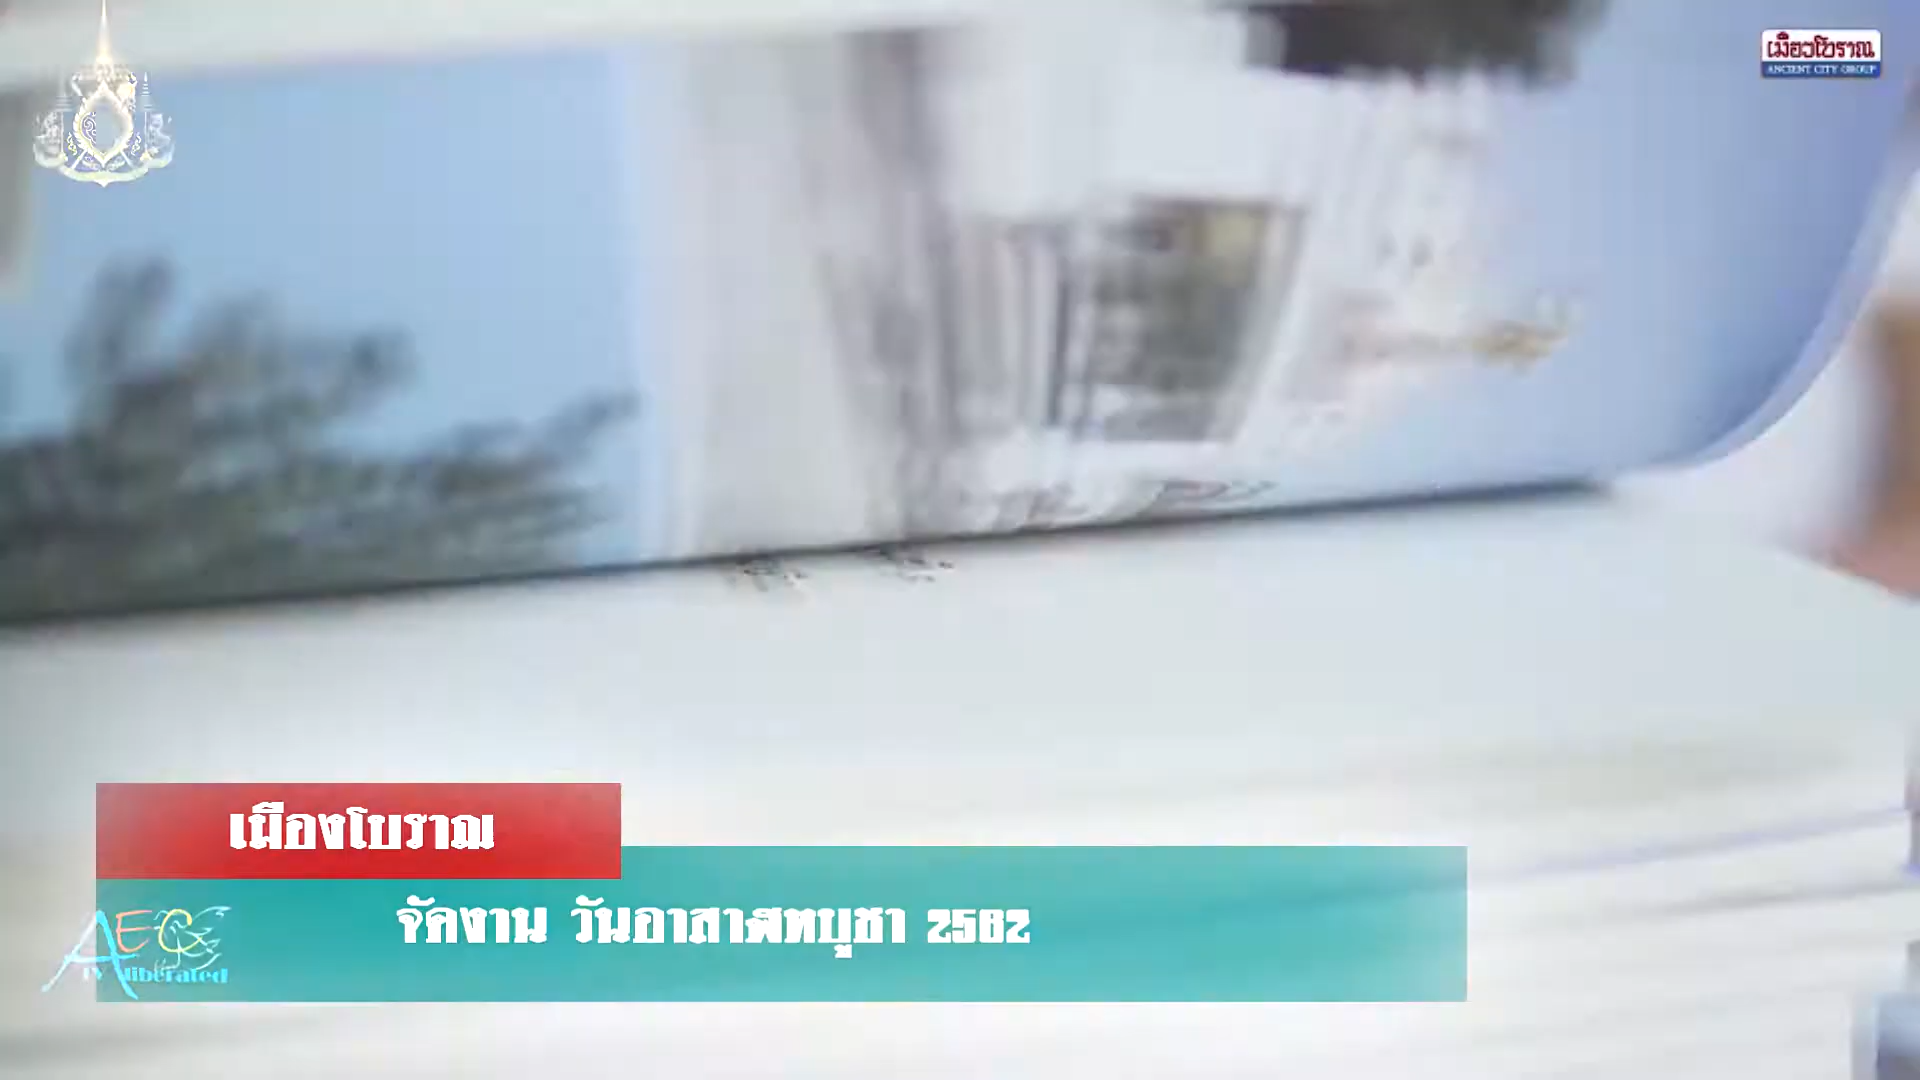 เมืองโบราณ
ANCIENT CITY GROUP
เมืองโบราณ
จัดงาน วันอาสาฬหบูชา 2562
AEC
TV liberated